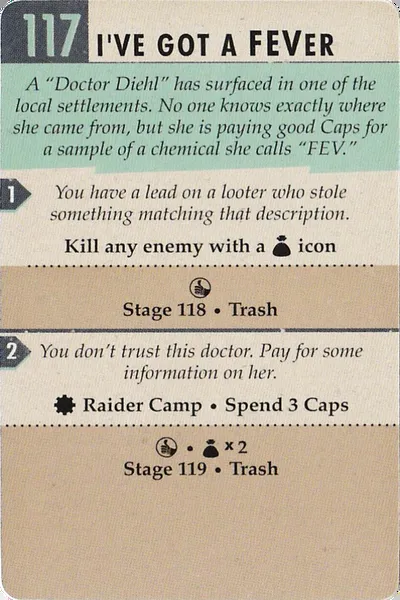 117 I'VE GOT A FEVER
A “Doctor Diehl” has surfaced in one of the
local settlements. No one knows exactly where
she came from, but she is paying good Caps for
a sample of a chemical she calls “FEV.”
1
You have a lead on a looter who stole
something matching that description.
Kill any enemy with a icon
Stage 118 • Trash
2
You don't trust this doctor. Pay for some
information on her.
Raider Camp • Spend 3 Caps
• x 2
Stage 119 • Trash